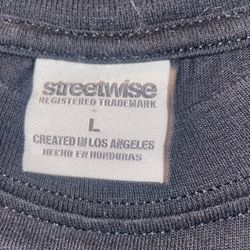 streetwise
REGISTERED TRADEMARK
L
CREATED IN LOS ANGELES
HECHO EN HONDURAS